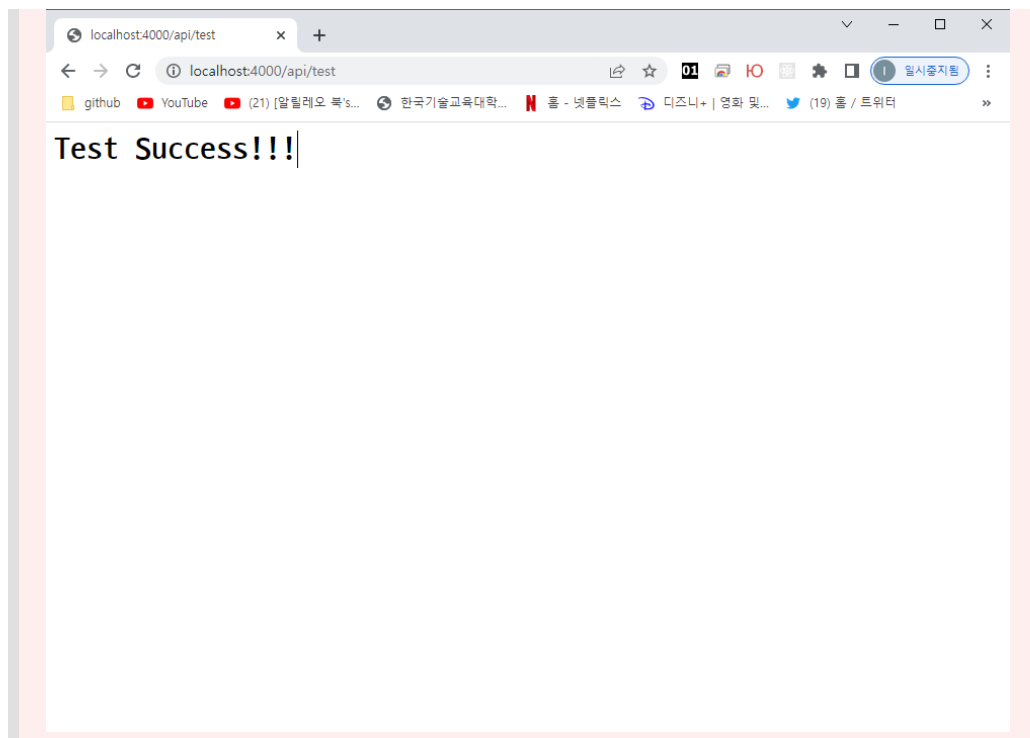 localhost:4000/api/test
localhost:4000/api/test 01 Ю I 일시중지됨
github YouTube (21) [알릴레오 북's... 한국기술교육대학... N 홈 - 넷플릭스 디즈니+ | 영화 및... (19) 홈 / 트위터 »
Test Success!!!